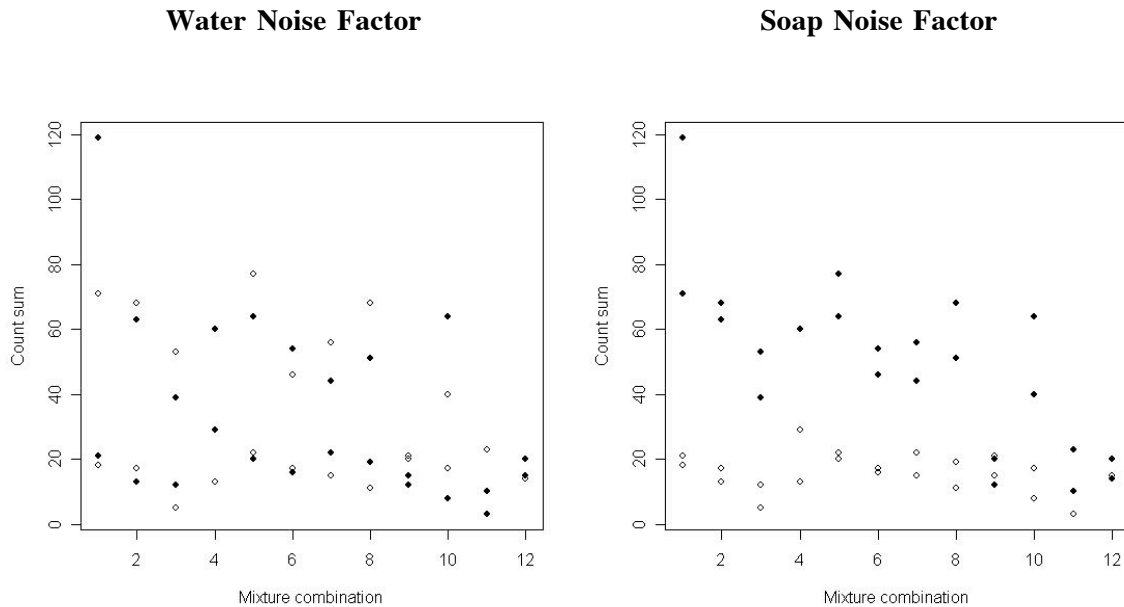 Water Noise Factor
Soap Noise Factor
120
100
80
60
40
20
0
Count sum
2 4 6 8 10 12
Mixture combination
120
100
80
60
40
20
0
Count sum
2 4 6 8 10 12
Mixture combination